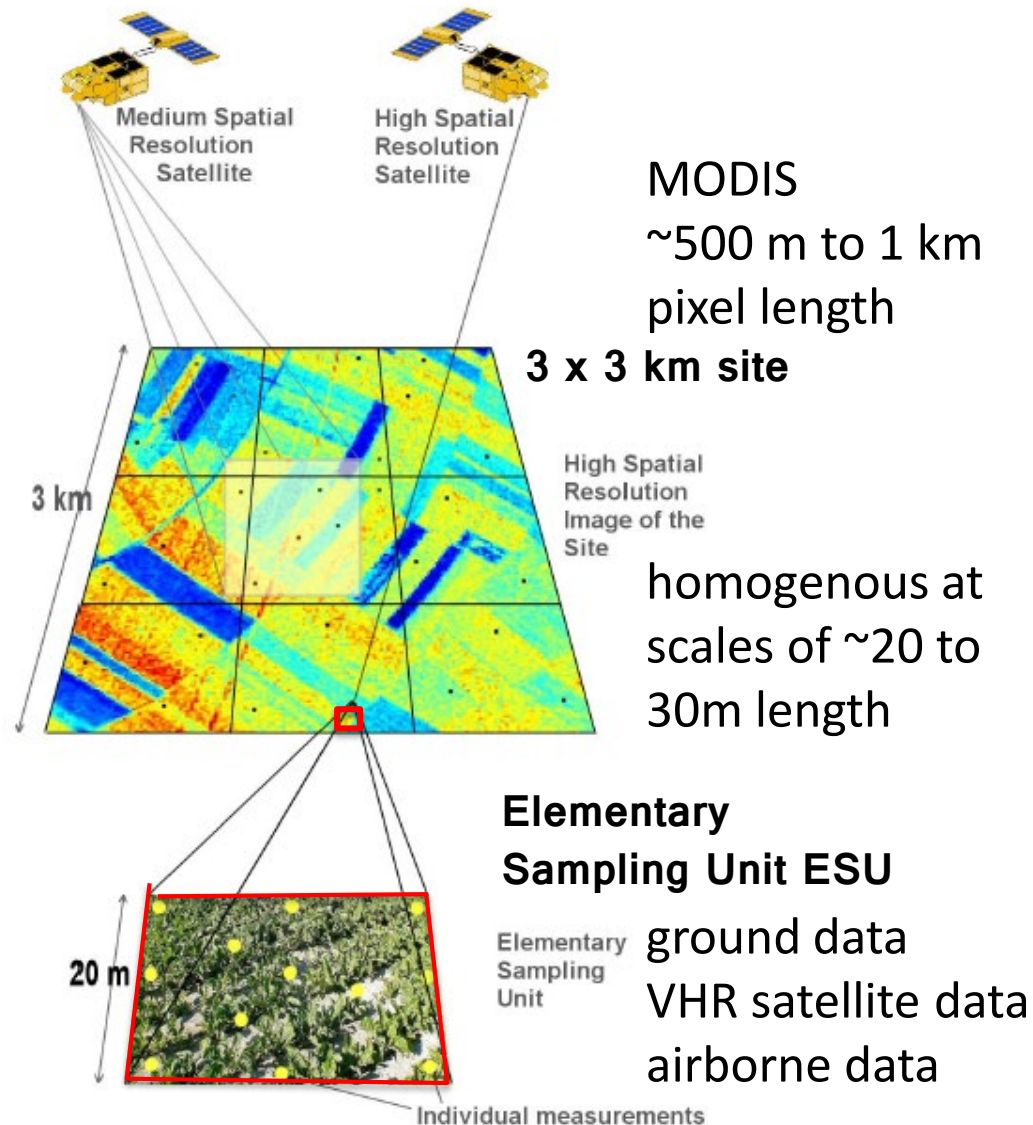 Medium Spatial
Resolution
Satellite
High Spatial
Resolution
Satellite
MODIS
~500 m to 1 km
pixel length
3 x 3 km site
3 km
High Spatial
Resolution
Image of the
Site
homogenous at
scales of ~20 to
30m length
Elementary
Sampling Unit ESU
20 m
Elementary
Sampling
Unit
ground data
VHR satellite data
airborne data
Individual measurements